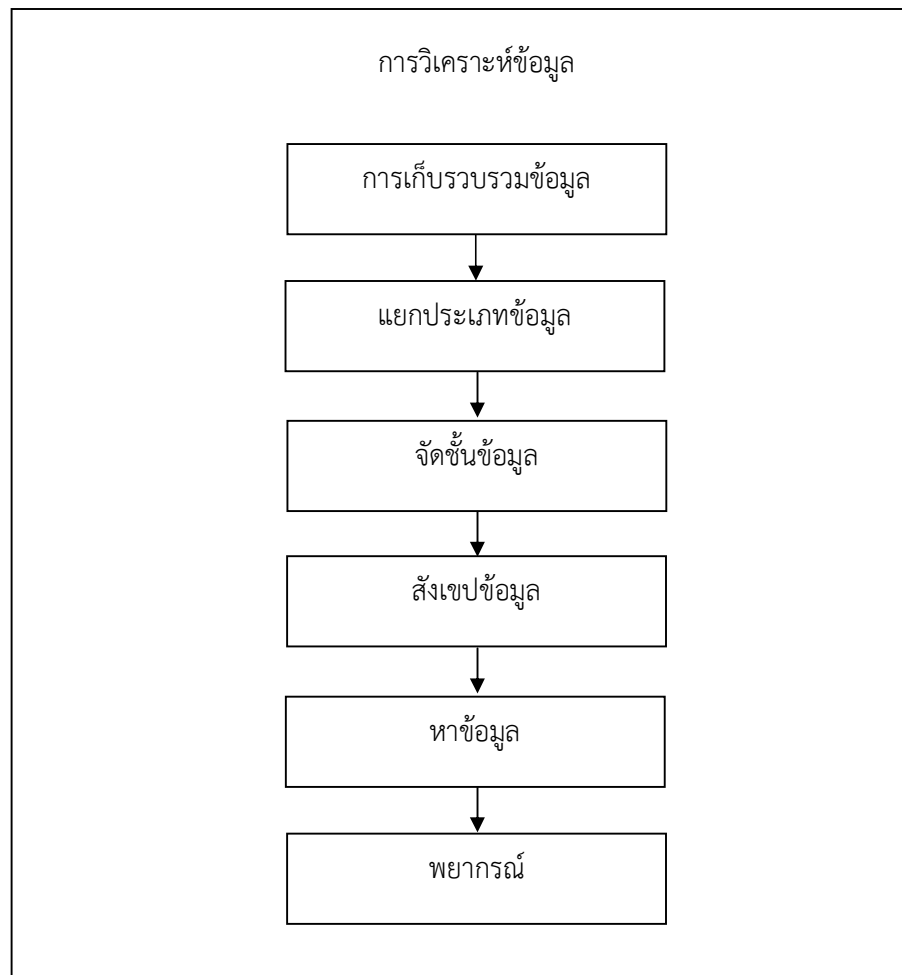 การวิเคราะห์ข้อมูล
การเก็บรวบรวมข้อมูล
แยกประเภทข้อมูล
จัดชั้นข้อมูล
สังเขปข้อมูล
หาข้อมูล
พยากรณ์